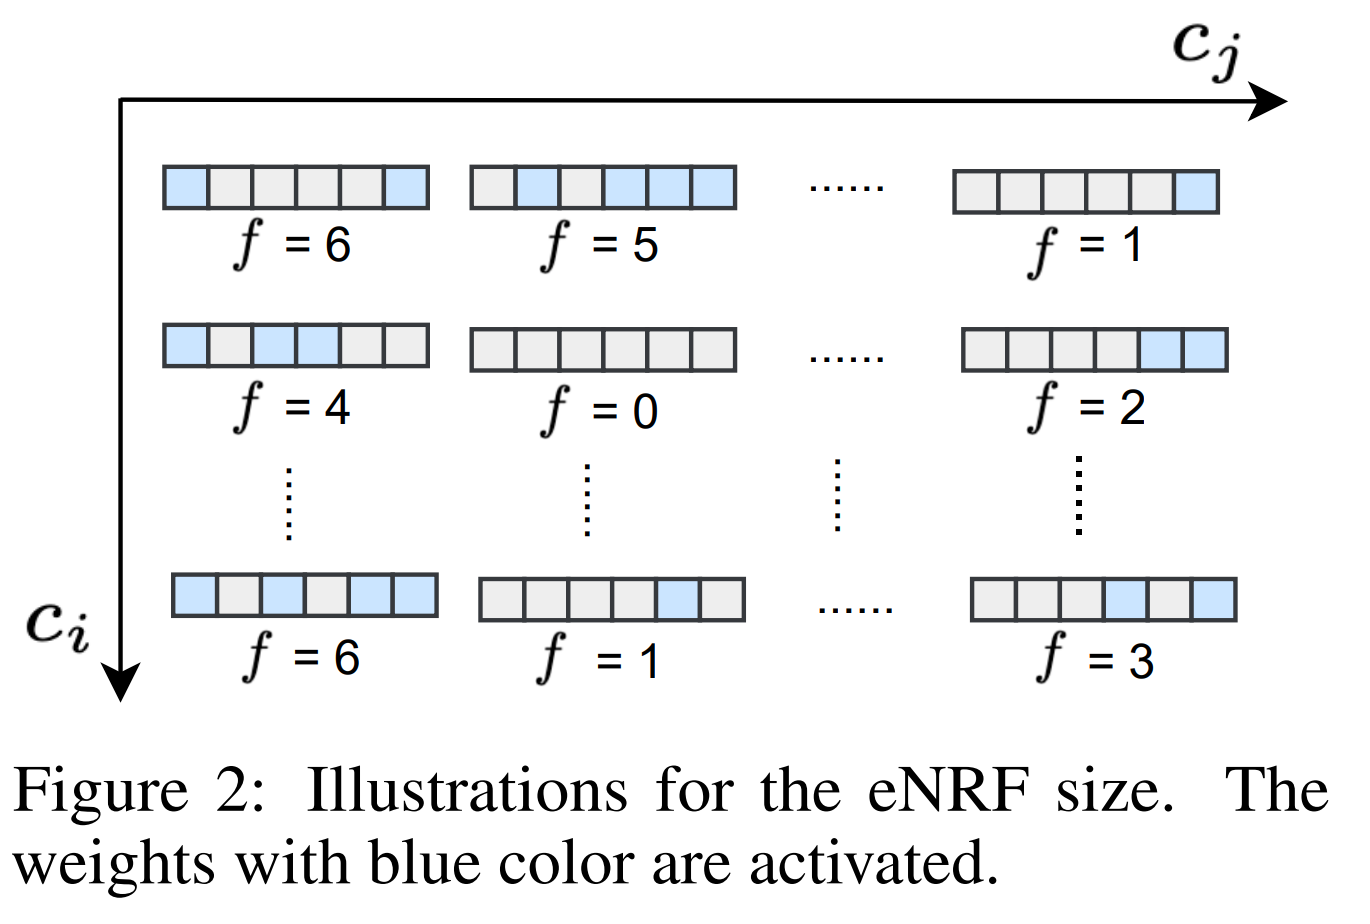 c_j
f = 6 f = 5 ...... f = 1
f = 4 f = 0 ...... f = 2
c_i
f = 6 f = 1 ...... f = 3
Figure 2: Illustrations for the eNRF size. The
weights with blue color are activated.